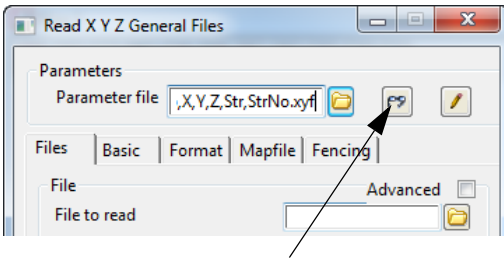 Read X Y Z General Files
Parameters
Parameter file ,X,Y,Z,Str,StrNo.xyf
Files Basic Format Mapfile Fencing
File Advanced
File to read